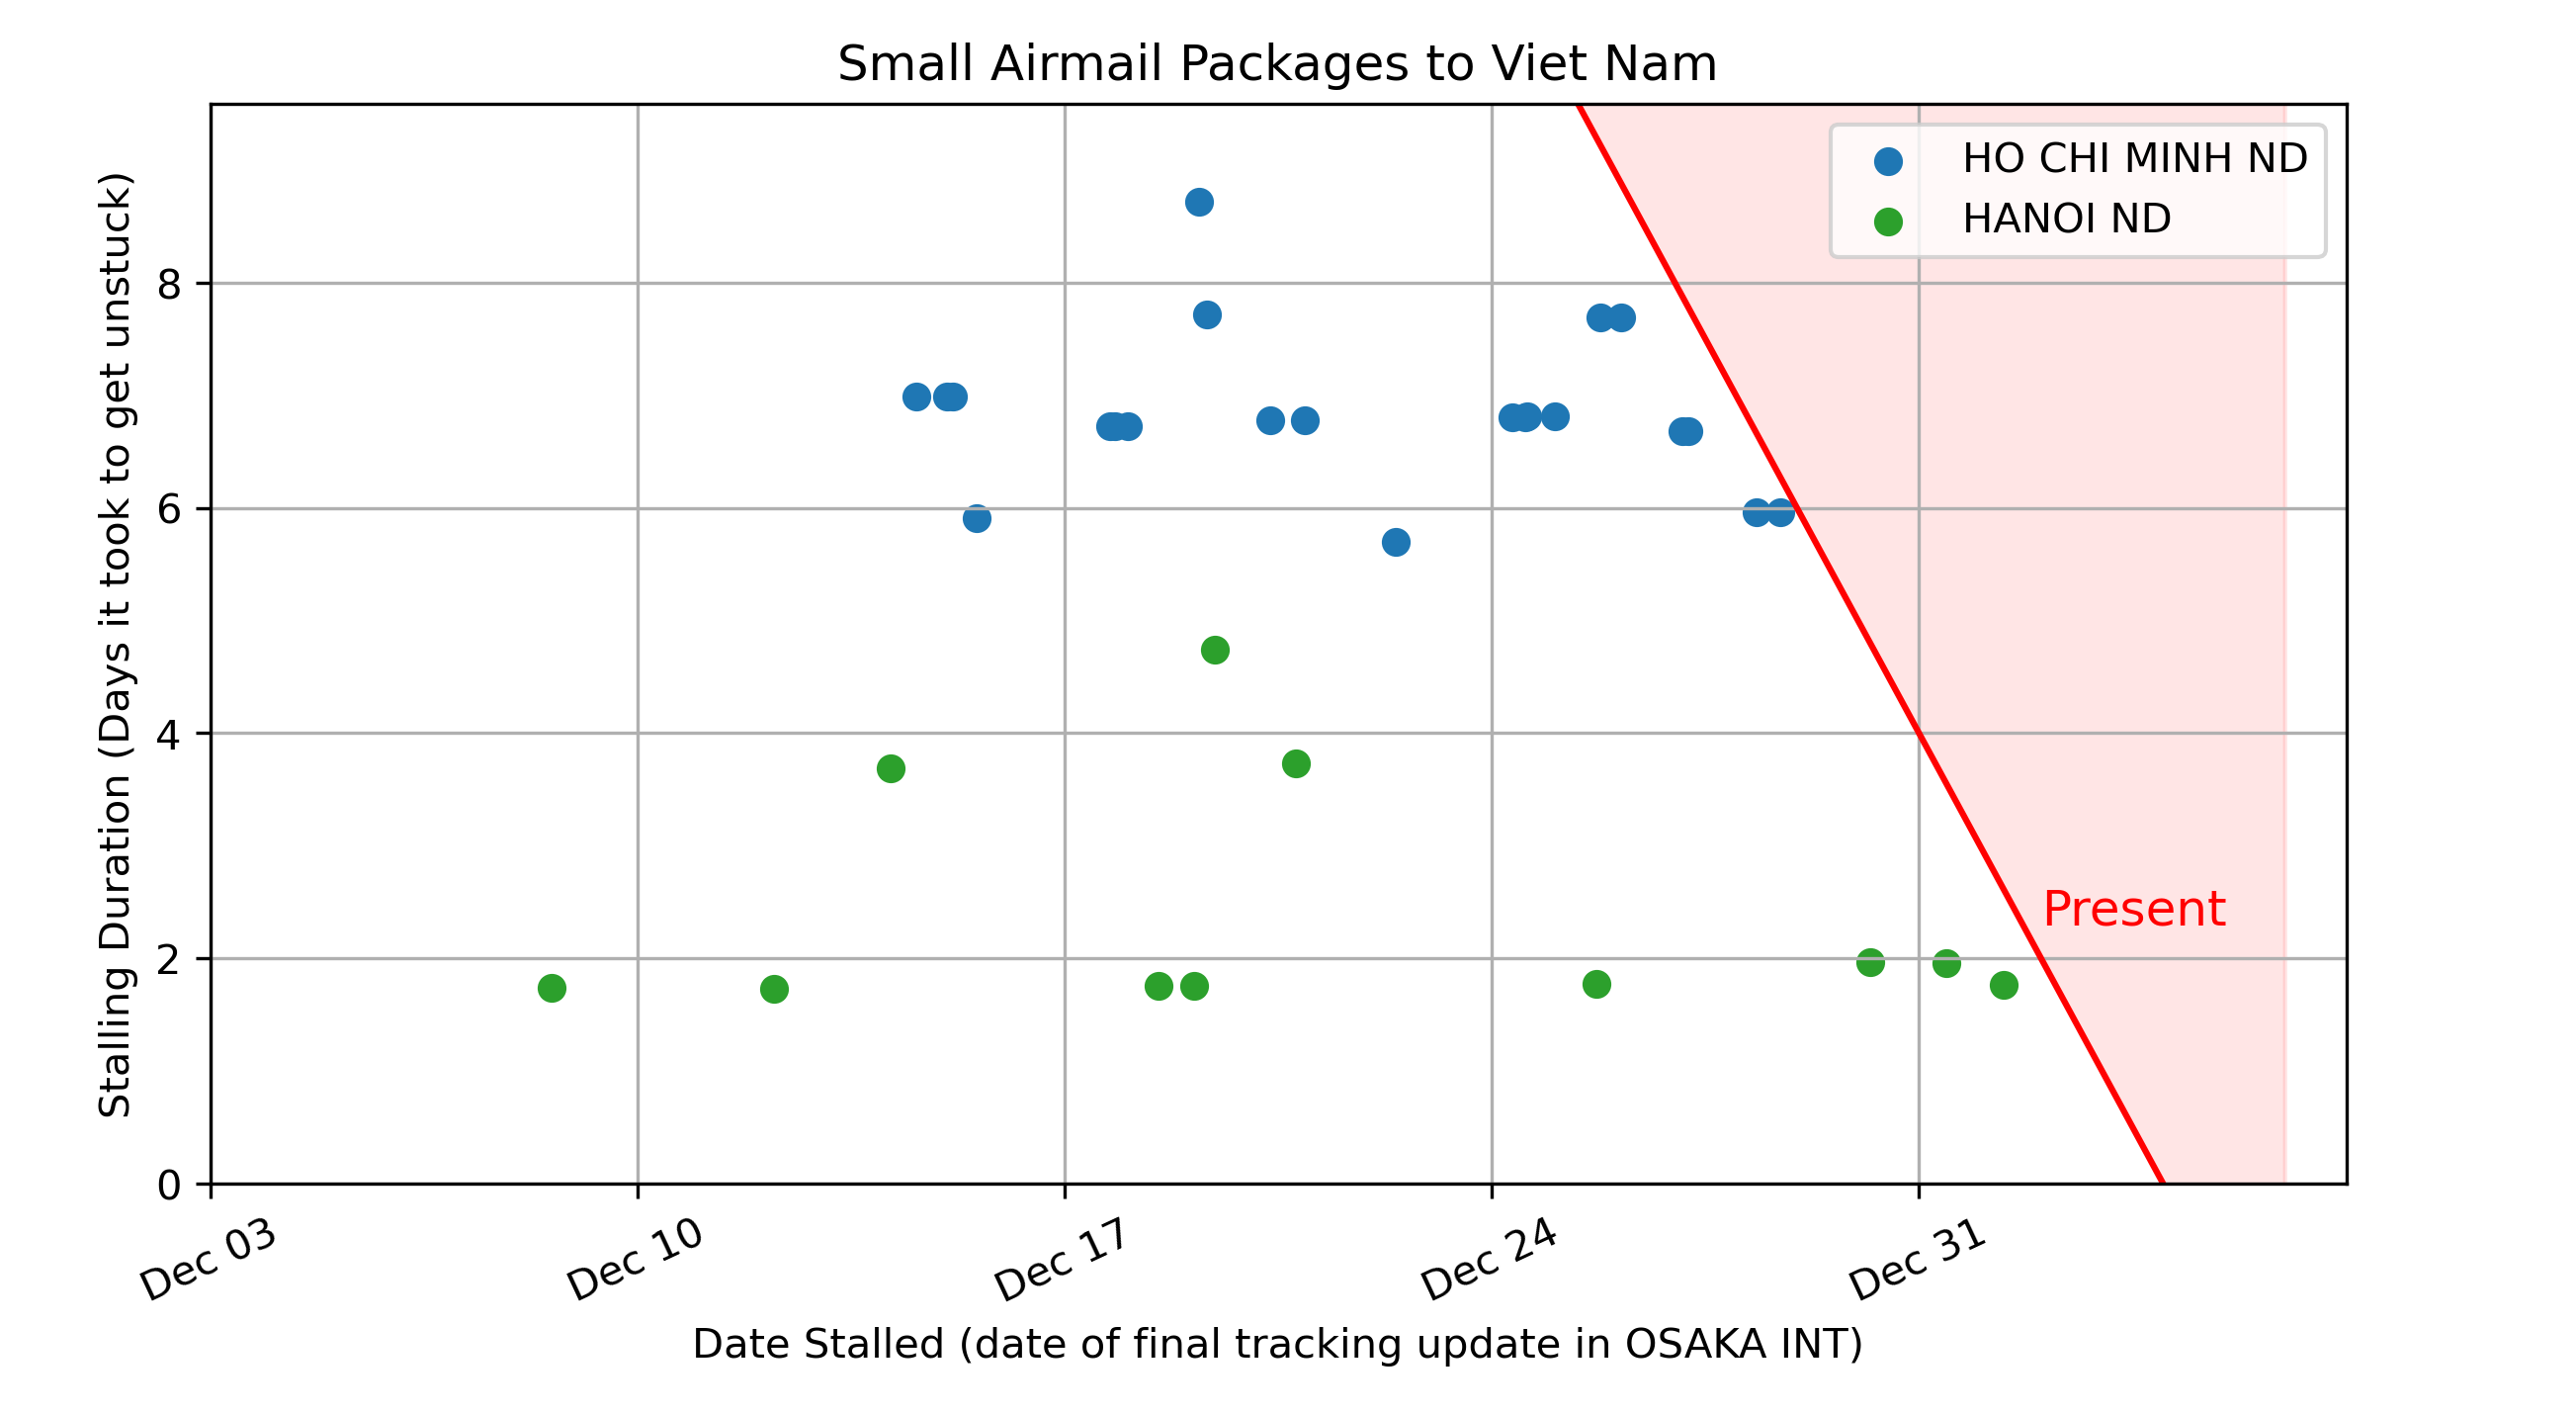 Small Airmail Packages to Viet Nam
HO CHI MINH ND
HANOI ND
Stalling Duration (Days it took to get unstuck)
8
6
4
2
0
Present
Dec 03
Dec 10
Dec 17
Dec 24
Dec 31
Date Stalled (date of final tracking update in OSAKA INT)